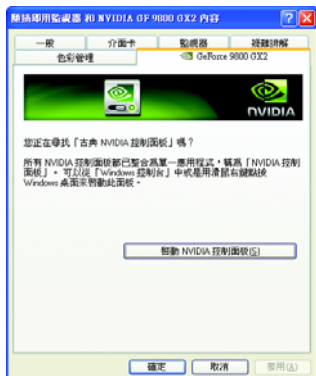 隨插即用監視器 和 NVIDIA GF 9800 GX2 內容
一般 介面卡 監視器 疑難排解
色彩管理 GeForce 9800 GX2
NVIDIA
您正在尋找「古典 NVIDIA 控制面板」嗎？
所有 NVIDIA 控制面板都已整合為單一應用程式，稱為「NVIDIA 控制
面板」。可以從「Windows 控制台」中或是用滑鼠右鍵點按
Windows 桌面來啟動此面板。
啟動 NVIDIA 控制面板(S)
確定 取消 套用(A)